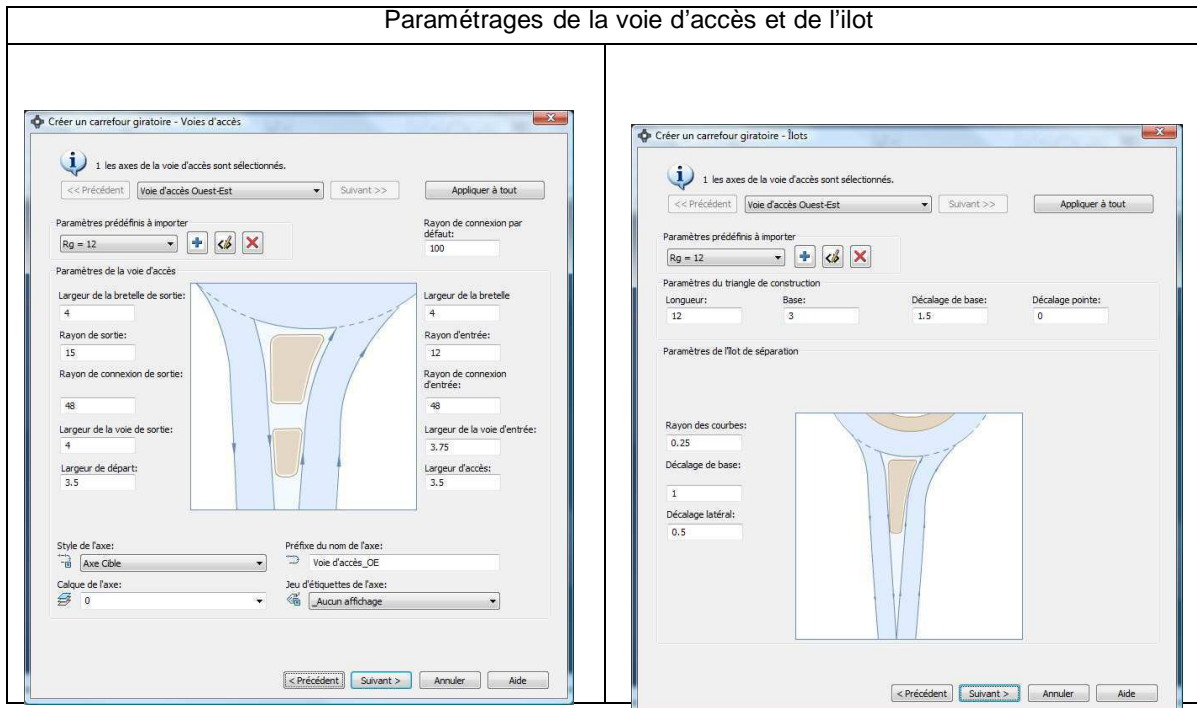 Paramétrages de la voie d'accès et de l'ilot
Créer un carrefour giratoire - Voies d'accès
1 les axes de la voie d'accès sont sélectionnés.
<< Précédent
Voie d'accès Ouest-Est
Suivant >>
Appliquer à tout
Paramètres prédéfinis à importer
Rg = 12
Rayon de connexion par
défaut:
100
Paramètres de la voie d'accès
Largeur de la bretelle de sortie:
4
Rayon de sortie:
15
Rayon de connexion de sortie:
48
Largeur de la voie de sortie:
4
Largeur de départ:
3.5
Largeur de la bretelle
4
Rayon d'entrée:
12
Rayon de connexion
d'entrée:
48
Largeur de la voie d'entrée:
3.75
Largeur d'accès:
3.5
Style de l'axe:
Axe Cible
Préfixe du nom de l'axe:
Voie d'accès_OE
Calque de l'axe:
0
Jeu d'étiquettes de l'axe:
_Aucun affichage
< Précédent
Suivant >
Annuler
Aide
Créer un carrefour giratoire - Îlots
1 les axes de la voie d'accès sont sélectionnés.
<< Précédent
Voie d'accès Ouest-Est
Suivant >>
Appliquer à tout
Paramètres prédéfinis à importer
Rg = 12
Paramètres du triangle de construction
Longueur:
12
Base:
3
Décalage de base:
1.5
Décalage pointe:
0
Paramètres de l'îlot de séparation
Rayon des courbes:
0.25
Décalage de base:
1
Décalage latéral:
0.5
< Précédent
Suivant >
Annuler
Aide